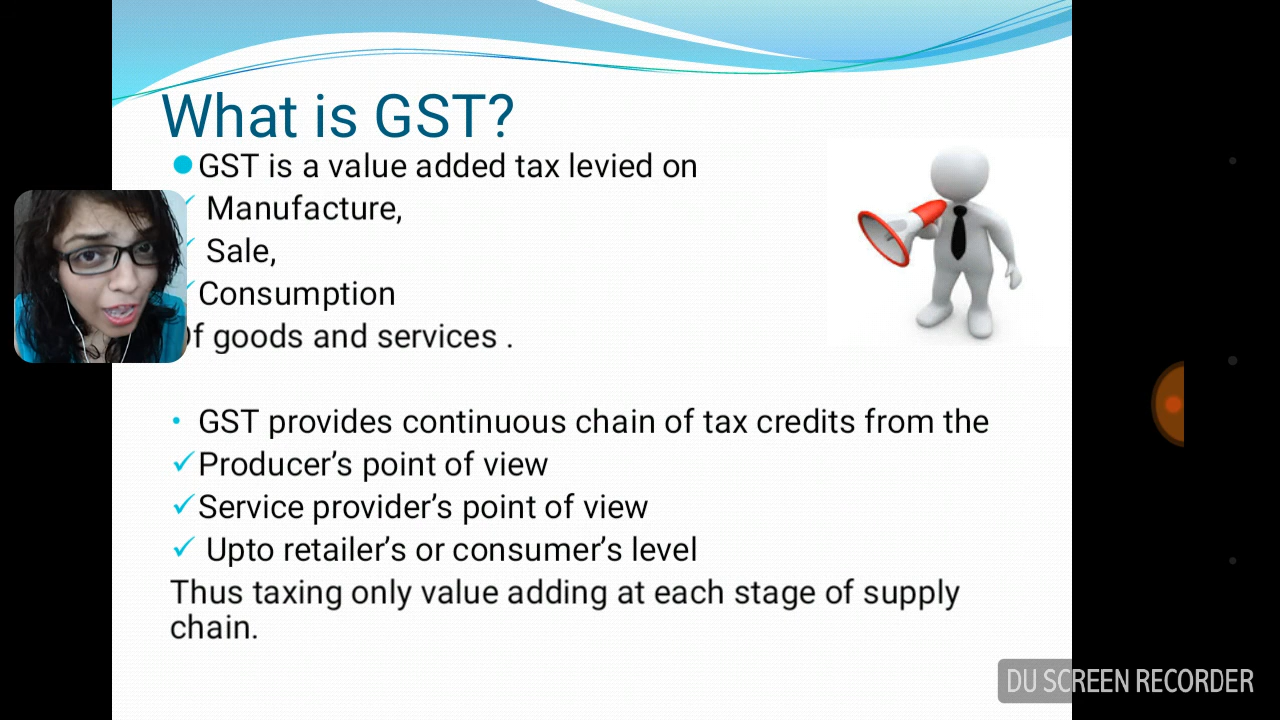 What is GST?
GST is a value added tax levied on
Manufacture,
Sale,
Consumption
Of goods and services .
GST provides continuous chain of tax credits from the
Producer’s point of view
Service provider’s point of view
Upto retailer’s or consumer’s level
Thus taxing only value adding at each stage of supply
chain.
DU SCREEN RECORDER